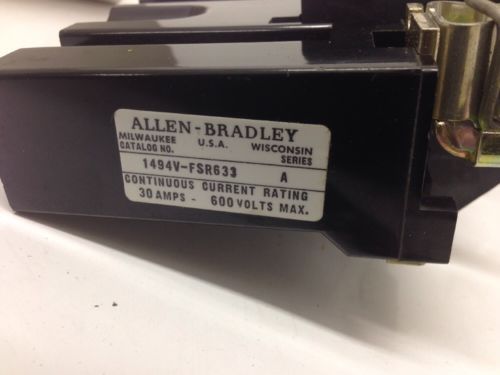 ALLEN-BRADLEY
MILWAUKEE U.S.A. WISCONSIN
CATALOG NO. SERIES
1494V-FSR633 A
CONTINUOUS CURRENT RATING
30 AMPS - 600 VOLTS MAX.